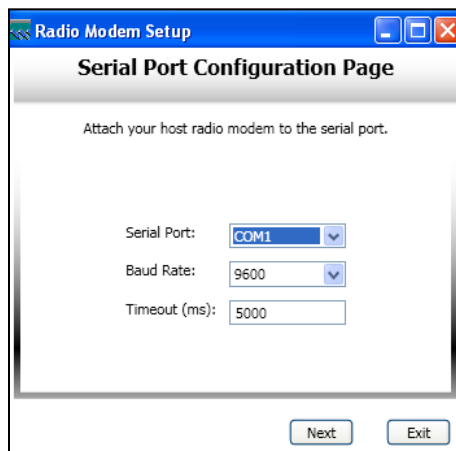 Radio Modem Setup
Serial Port Configuration Page
Attach your host radio modem to the serial port.
Serial Port: COM1
Baud Rate: 9600
Timeout (ms): 5000
Next Exit